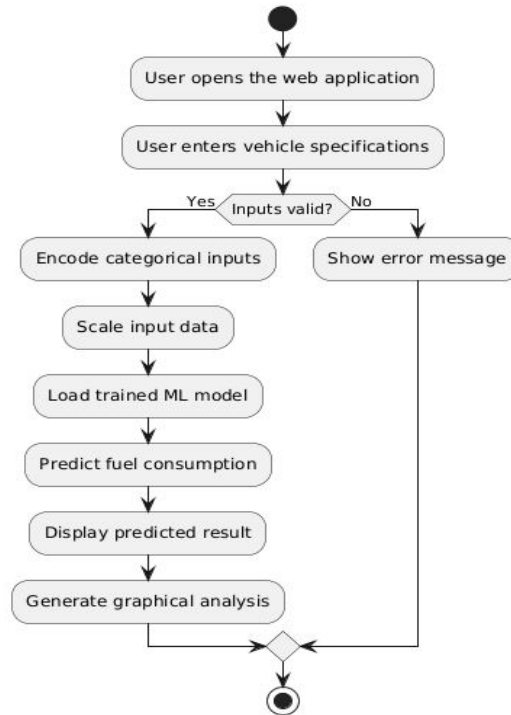 User opens the web application
User enters vehicle specifications
Yes
Inputs valid?
No
Encode categorical inputs
Show error message
Scale input data
Load trained ML model
Predict fuel consumption
Display predicted result
Generate graphical analysis